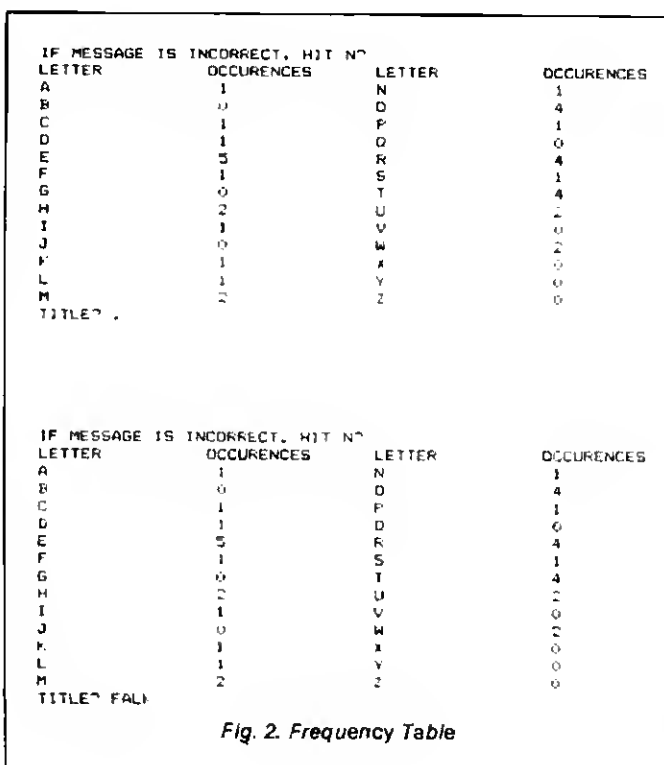 IF MESSAGE IS INCORRECT, HIT N?
LETTER OCCURENCES LETTER OCCURENCES
A 1 N 1
B 0 O 4
C 1 P 1
D 1 Q 0
E 5 R 4
F 1 S 1
G 0 T 4
H 2 U 2
I 1 V 0
J 0 W 2
K 1 X 0
L 1 Y 0
M 2 Z 0
TITLE? .
IF MESSAGE IS INCORRECT, HIT N?
LETTER OCCURENCES LETTER OCCURENCES
A 1 N 1
B 0 O 4
C 1 P 1
D 1 Q 0
E 5 R 4
F 1 S 1
G 0 T 4
H 2 U 2
I 1 V 0
J 0 W 2
K 1 X 0
L 1 Y 0
M 2 Z 0
TITLE?
Fig. 2. Frequency Table